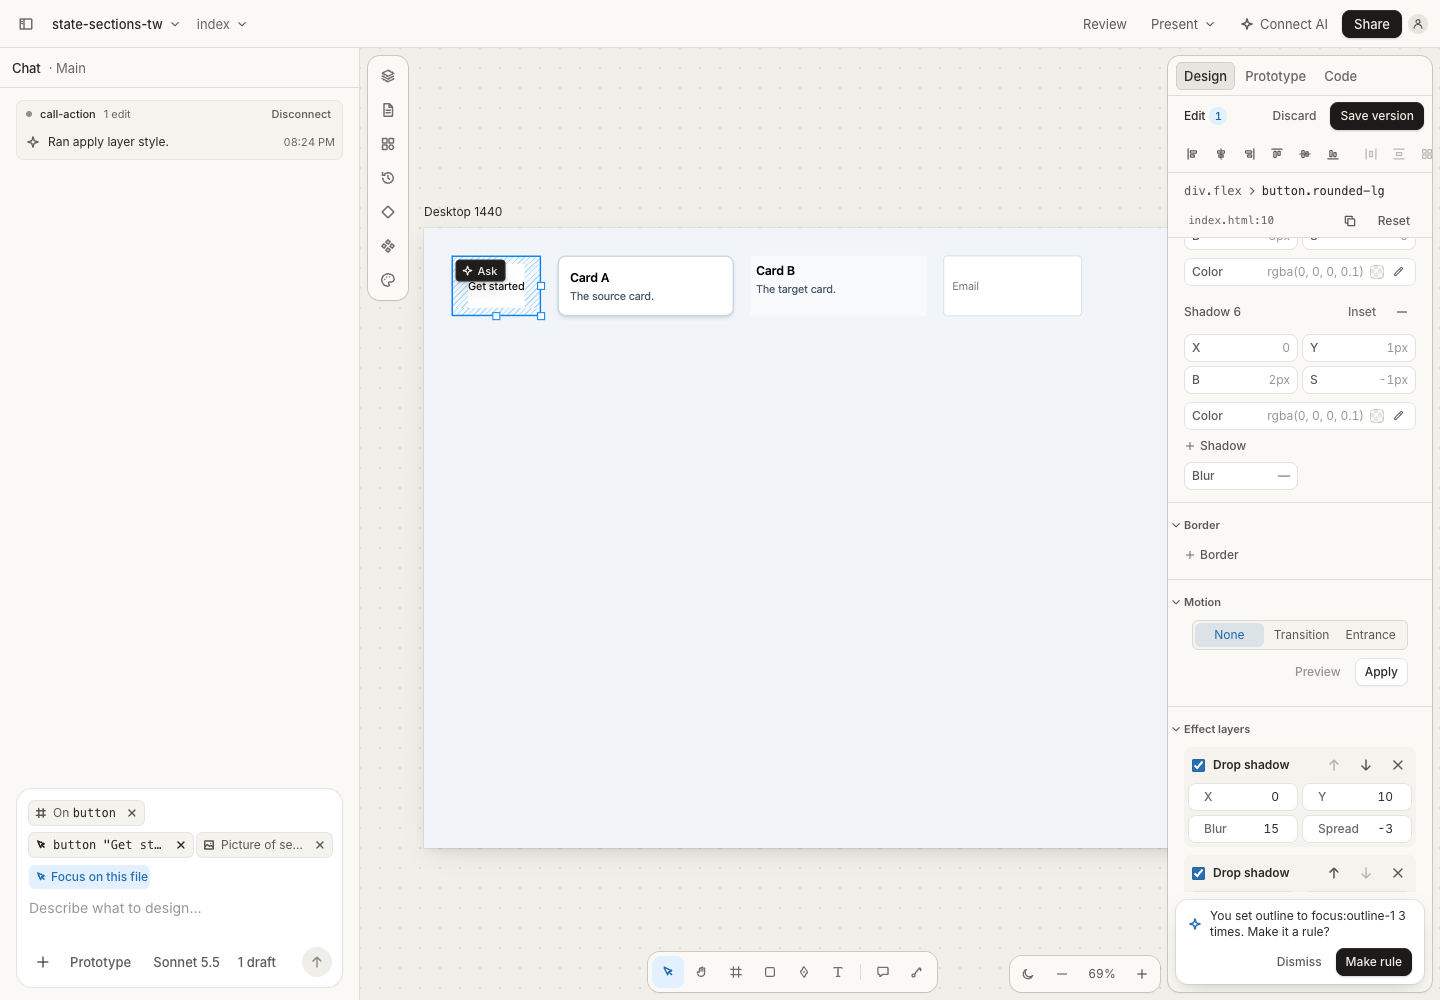 state-sections-tw
index
Review
Present
Connect AI
Share
Chat · Main
call-action 1 edit
Disconnect
Ran apply layer style.
08:24 PM
Desktop 1440
Ask
Get started
Card A
The source card.
Card B
The target card.
Email
Design
Prototype
Code
Edit 1
Discard
Save version
div.flex > button.rounded-lg
index.html:10
Reset
Color rgba(0, 0, 0, 0.1)
Shadow 6
Inset
X 0
Y 1px
B 2px
S -1px
Color rgba(0, 0, 0, 0.1)
+ Shadow
Blur —
Border
+ Border
Motion
None
Transition
Entrance
Preview
Apply
Effect layers
Drop shadow
X 0
Y 10
Blur 15
Spread -3
Drop shadow
You set outline to focus:outline-1 3
times. Make it a rule?
Dismiss
Make rule
On button
button "Get st…
Picture of se…
Focus on this file
Describe what to design...
Prototype
Sonnet 5.5
1 draft
69%